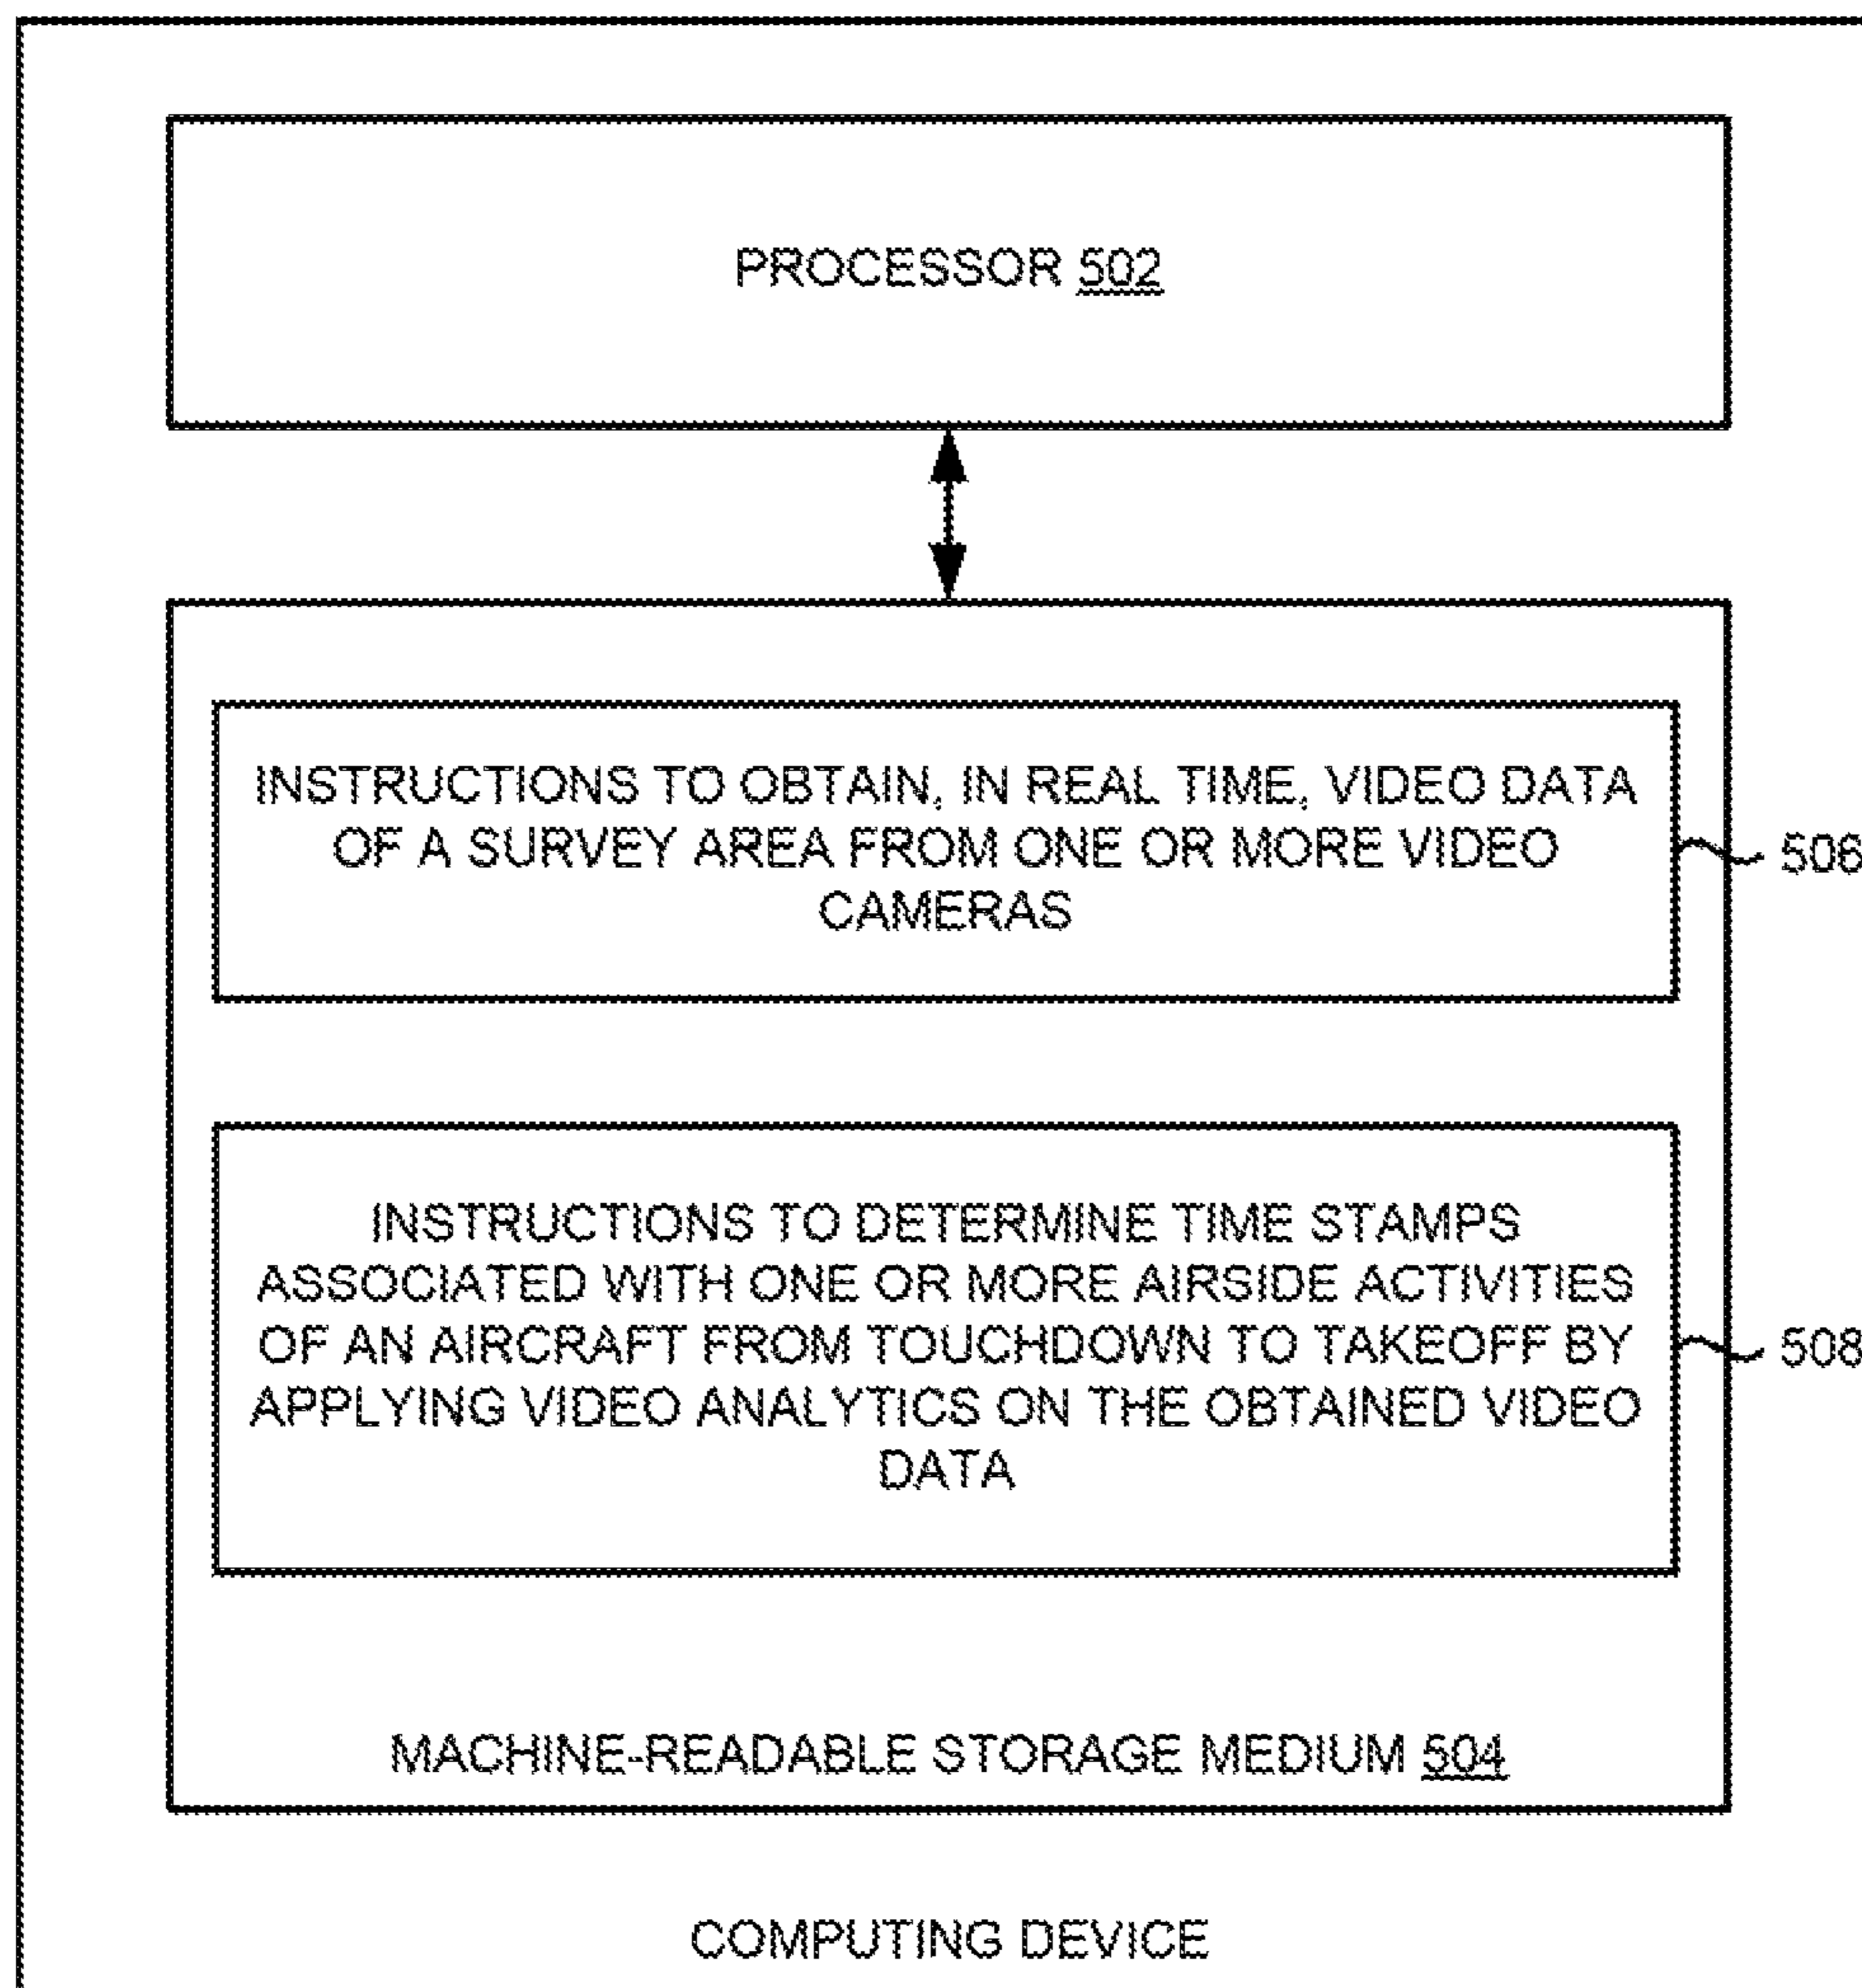 PROCESSOR 502
INSTRUCTIONS TO OBTAIN, IN REAL TIME, VIDEO DATA
OF A SURVEY AREA FROM ONE OR MORE VIDEO
CAMERAS
506
INSTRUCTIONS TO DETERMINE TIME STAMPS
ASSOCIATED WITH ONE OR MORE AIRSIDE ACTIVITIES
OF AN AIRCRAFT FROM TOUCHDOWN TO TAKEOFF BY
APPLYING VIDEO ANALYTICS ON THE OBTAINED VIDEO
DATA
508
MACHINE-READABLE STORAGE MEDIUM 504
COMPUTING DEVICE